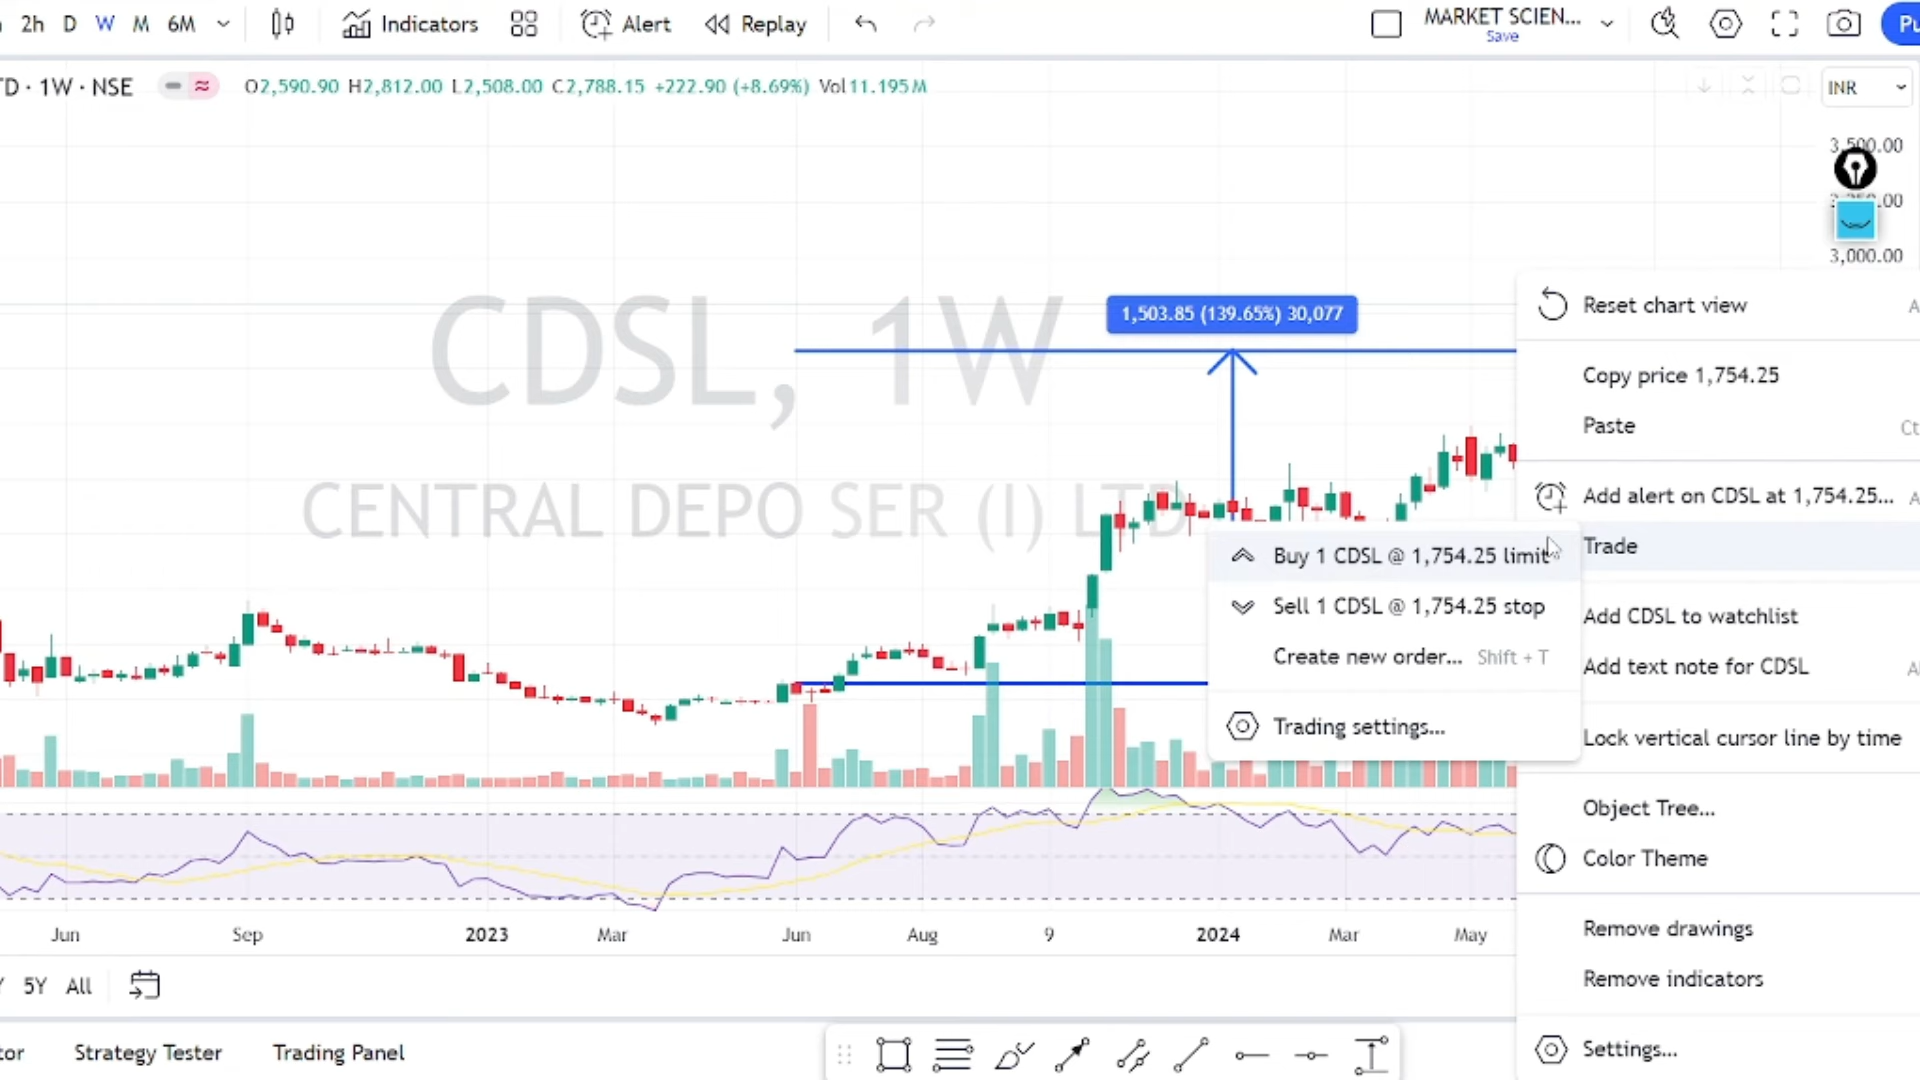 2h D W M 6M Indicators Alert Replay MARKET SCIEN...
Save
TD · 1W · NSE O2,590.90 H2,812.00 L2,508.00 C2,788.15 +222.90 (+8.69%) Vol11.195M INR
3,500.00
3,000.00
CDSL, 1W
CENTRAL DEPO SER (I) LTD
1,503.85 (139.65%) 30,077
Reset chart view
Copy price 1,754.25
Paste Ct
Add alert on CDSL at 1,754.25... A
Trade
Buy 1 CDSL @ 1,754.25 limit
Sell 1 CDSL @ 1,754.25 stop
Create new order... Shift + T
Trading settings...
Add CDSL to watchlist
Add text note for CDSL
Lock vertical cursor line by time
Object Tree...
Color Theme
Remove drawings
Remove indicators
Settings...
Jun Sep 2023 Mar Jun Aug 9 2024 Mar May
5Y All
tor Strategy Tester Trading Panel